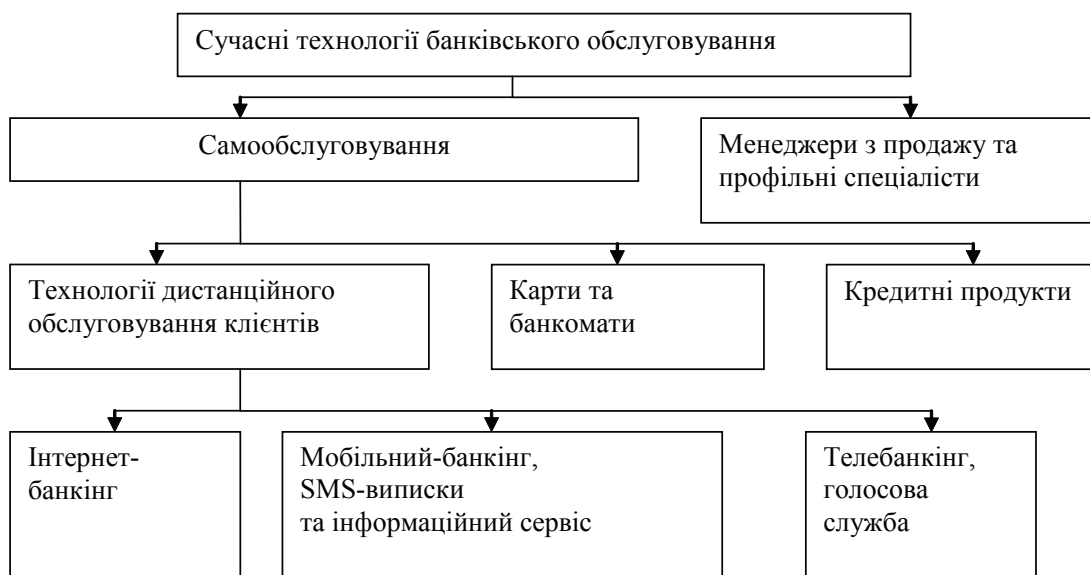 Сучасні технології банківського обслуговування
Самообслуговування
Менеджери з продажу та
профільні спеціалісти
Технології дистанційного
обслуговування клієнтів
Карти та
банкомати
Кредитні продукти
Інтернет-
банкінг
Мобільний-банкінг,
SMS-виписки
та інформаційний сервіс
Телебанкінг,
голосова
служба